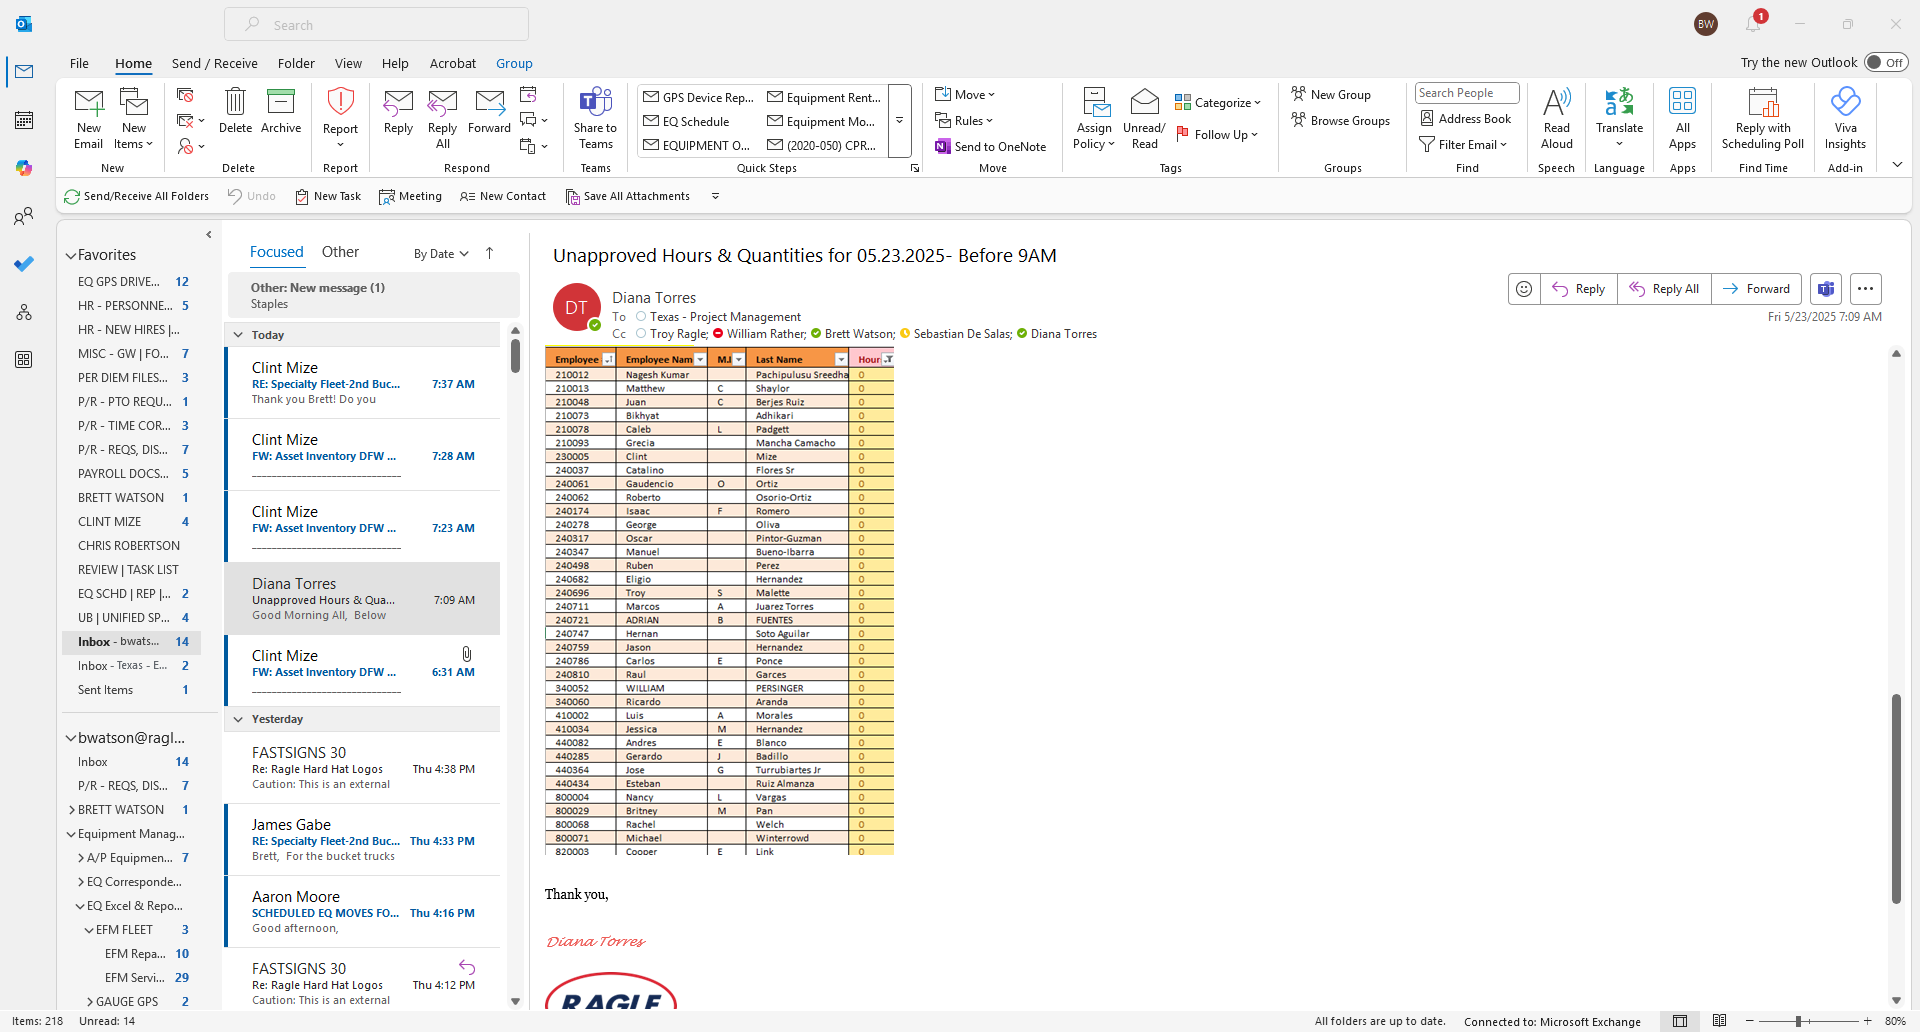 Search
BW
1
File
Home
Send / Receive
Folder
View
Help
Acrobat
Group
Try the new Outlook
Off
New Email
New Items
New
Delete
Archive
Delete
Report
Report
Reply
Reply All
Forward
Respond
Share to Teams
Teams
GPS Device Rep...
Equipment Rent...
EQ Schedule
Equipment Mo...
EQUIPMENT O...
(2020-050) CPR...
Quick Steps
Move
Rules
Send to OneNote
Move
Assign Policy
Unread/ Read
Categorize
Follow Up
Tags
New Group
Browse Groups
Groups
Search People
Address Book
Filter Email
Find
Read Aloud
Speech
Translate
Language
All Apps
Apps
Reply with Scheduling Poll
Find Time
Viva Insights
Add-in
Send/Receive All Folders
Undo
New Task
Meeting
New Contact
Save All Attachments
Favorites
EQ GPS DRIVE... 12
HR - PERSONNE... 5
HR - NEW HIRES |...
MISC - GW | FO... 7
PER DIEM FILES... 3
P/R - PTO REQU... 1
P/R - TIME COR... 3
P/R - REQS, DIS... 7
PAYROLL DOCS... 5
BRETT WATSON 1
CLINT MIZE 4
CHRIS ROBERTSON
REVIEW | TASK LIST
EQ SCHD | REP |... 2
UB | UNIFIED SP... 4
Inbox - bwats... 14
Inbox - Texas - E... 2
Sent Items 1
bwatson@ragl...
Inbox 14
P/R - REQS, DIS... 7
BRETT WATSON 1
Equipment Manag...
A/P Equipmen... 7
EQ Corresponde...
EQ Excel & Repo...
EFM FLEET 3
EFM Repa... 10
EFM Servi... 29
GAUGE GPS 2
Focused
Other
By Date
Other: New message (1)
Staples
Today
Clint Mize
RE: Specialty Fleet-2nd Buc... 7:37 AM
Thank you Brett! Do you
Clint Mize
FW: Asset Inventory DFW ... 7:28 AM
Clint Mize
FW: Asset Inventory DFW ... 7:23 AM
Diana Torres
Unapproved Hours & Qua... 7:09 AM
Good Morning All, Below
Clint Mize
FW: Asset Inventory DFW ... 6:31 AM
Yesterday
FASTSIGNS 30
Re: Ragle Hard Hat Logos Thu 4:38 PM
Caution: This is an external
James Gabe
RE: Specialty Fleet-2nd Buc... Thu 4:33 PM
Brett, For the bucket trucks
Aaron Moore
SCHEDULED EQ MOVES FO... Thu 4:16 PM
Good afternoon,
FASTSIGNS 30
Re: Ragle Hard Hat Logos Thu 4:12 PM
Caution: This is an external
Unapproved Hours & Quantities for 05.23.2025- Before 9AM
DT
Diana Torres
To Texas - Project Management
Cc Troy Ragle; William Rather; Brett Watson; Sebastian De Salas; Diana Torres
Reply
Reply All
Forward
Fri 5/23/2025 7:09 AM
Employee Employee Nam M.I Last Name Hour
210012 Nagesh Kumar Pachipulusu Sreedha 0
210013 Matthew C Shaylor 0
210048 Juan C Berjes Ruiz 0
210073 Bikhyat Adhikari 0
210078 Caleb L Padgett 0
210093 Grecia Mancha Camacho 0
230005 Clint Mize 0
240037 Catalino Flores Sr 0
240061 Gaudencio O Ortiz 0
240062 Roberto Osorio-Ortiz 0
240174 Isaac F Romero 0
240278 George Oliva 0
240317 Oscar Pintor-Guzman 0
240347 Manuel Bueno-Ibarra 0
240498 Ruben Perez 0
240682 Eligio Hernandez 0
240696 Troy S Malette 0
240711 Marcos A Juarez Torres 0
240721 ADRIAN B FUENTES 0
240747 Hernan Soto Aguilar 0
240759 Jason Hernandez 0
240786 Carlos E Ponce 0
240810 Raul Garces 0
340052 WILLIAM PERSINGER 0
340060 Ricardo Aranda 0
410002 Luis A Morales 0
410034 Jessica M Hernandez 0
440082 Andres E Blanco 0
440285 Gerardo J Badillo 0
440364 Jose G Turrubiartes Jr 0
440434 Esteban Ruiz Almanza 0
800004 Nancy L Vargas 0
800029 Britney M Pan 0
800068 Rachel Welch 0
800071 Michael Winterrowd 0
820003 Cooper E Link 0
Thank you,
Diana Torres
RAGLE
Items: 218
Unread: 14
All folders are up to date.
Connected to: Microsoft Exchange
80%